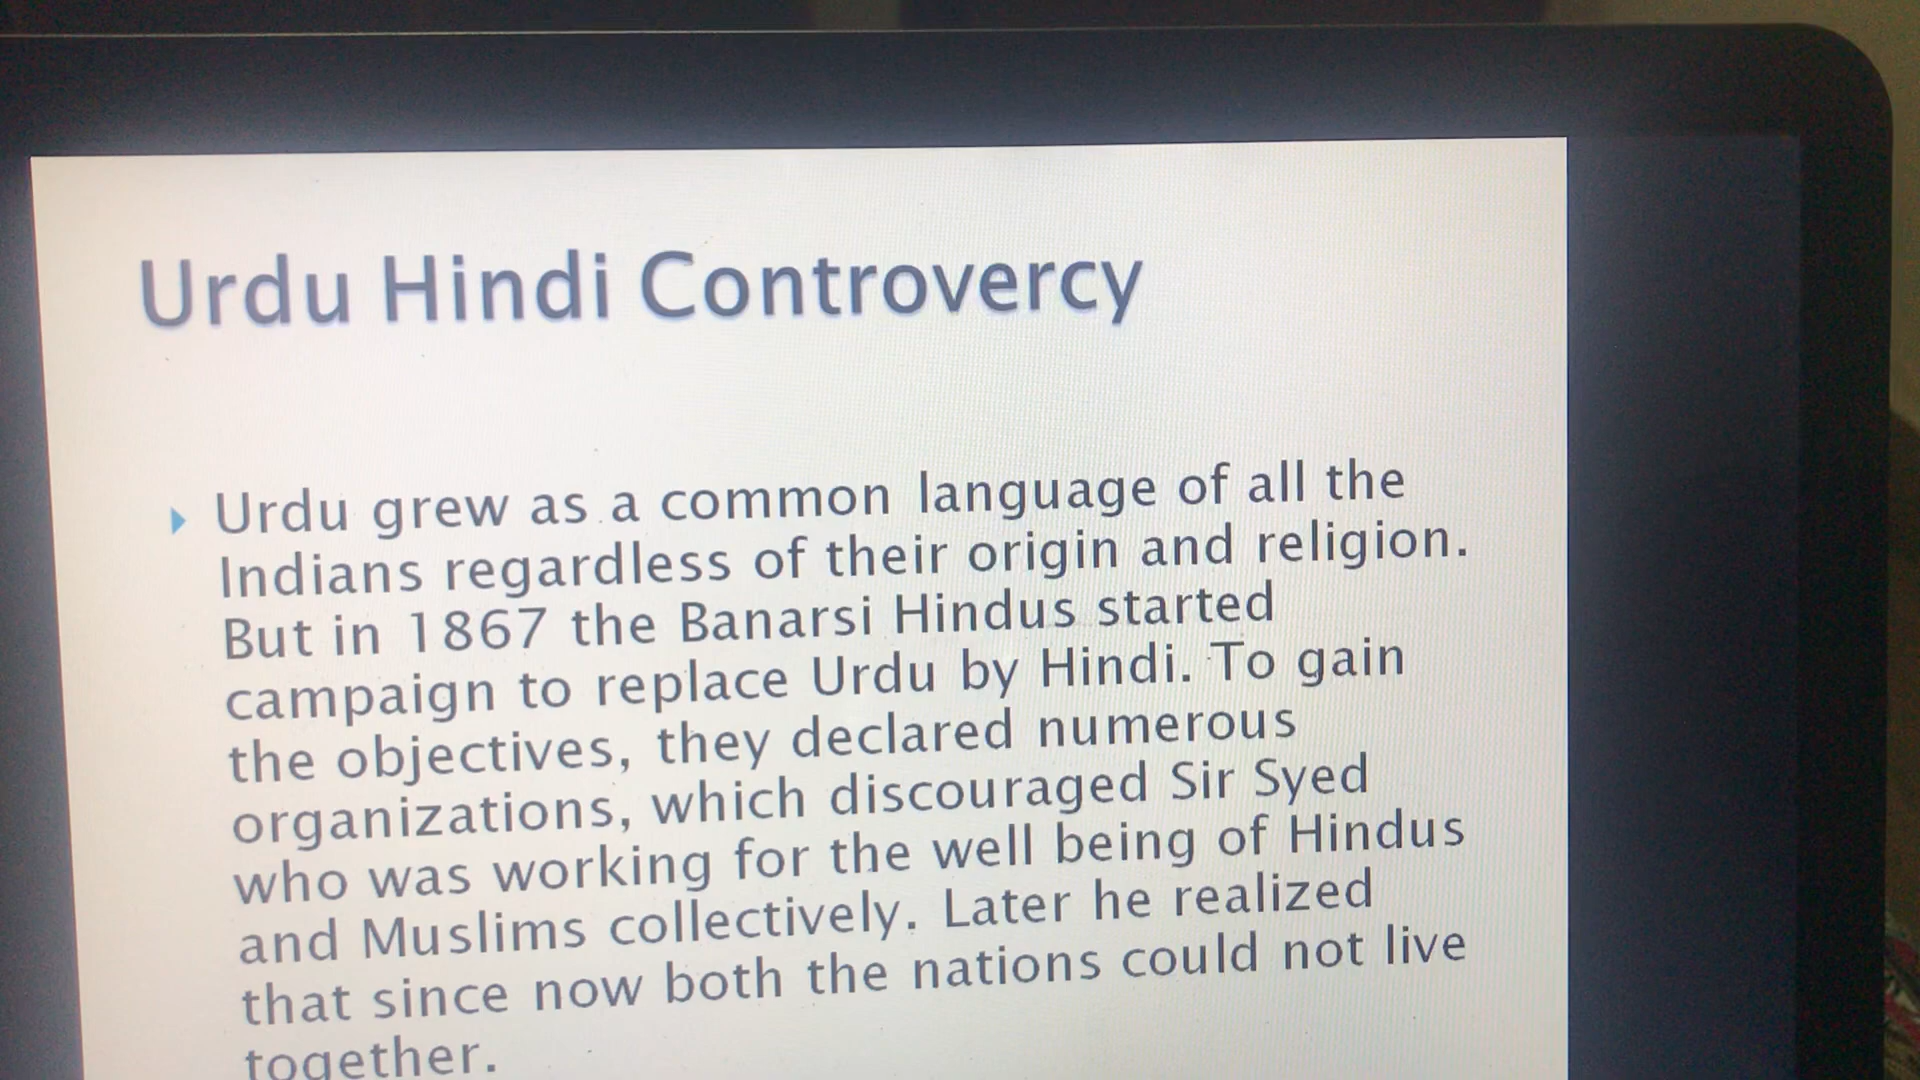 Urdu Hindi Controvercy
Urdu grew as a common language of all the
Indians regardless of their origin and religion.
But in 1867 the Banarsi Hindus started
campaign to replace Urdu by Hindi. To gain
the objectives, they declared numerous
organizations, which discouraged Sir Syed
who was working for the well being of Hindus
and Muslims collectively. Later he realized
that since now both the nations could not live
together.